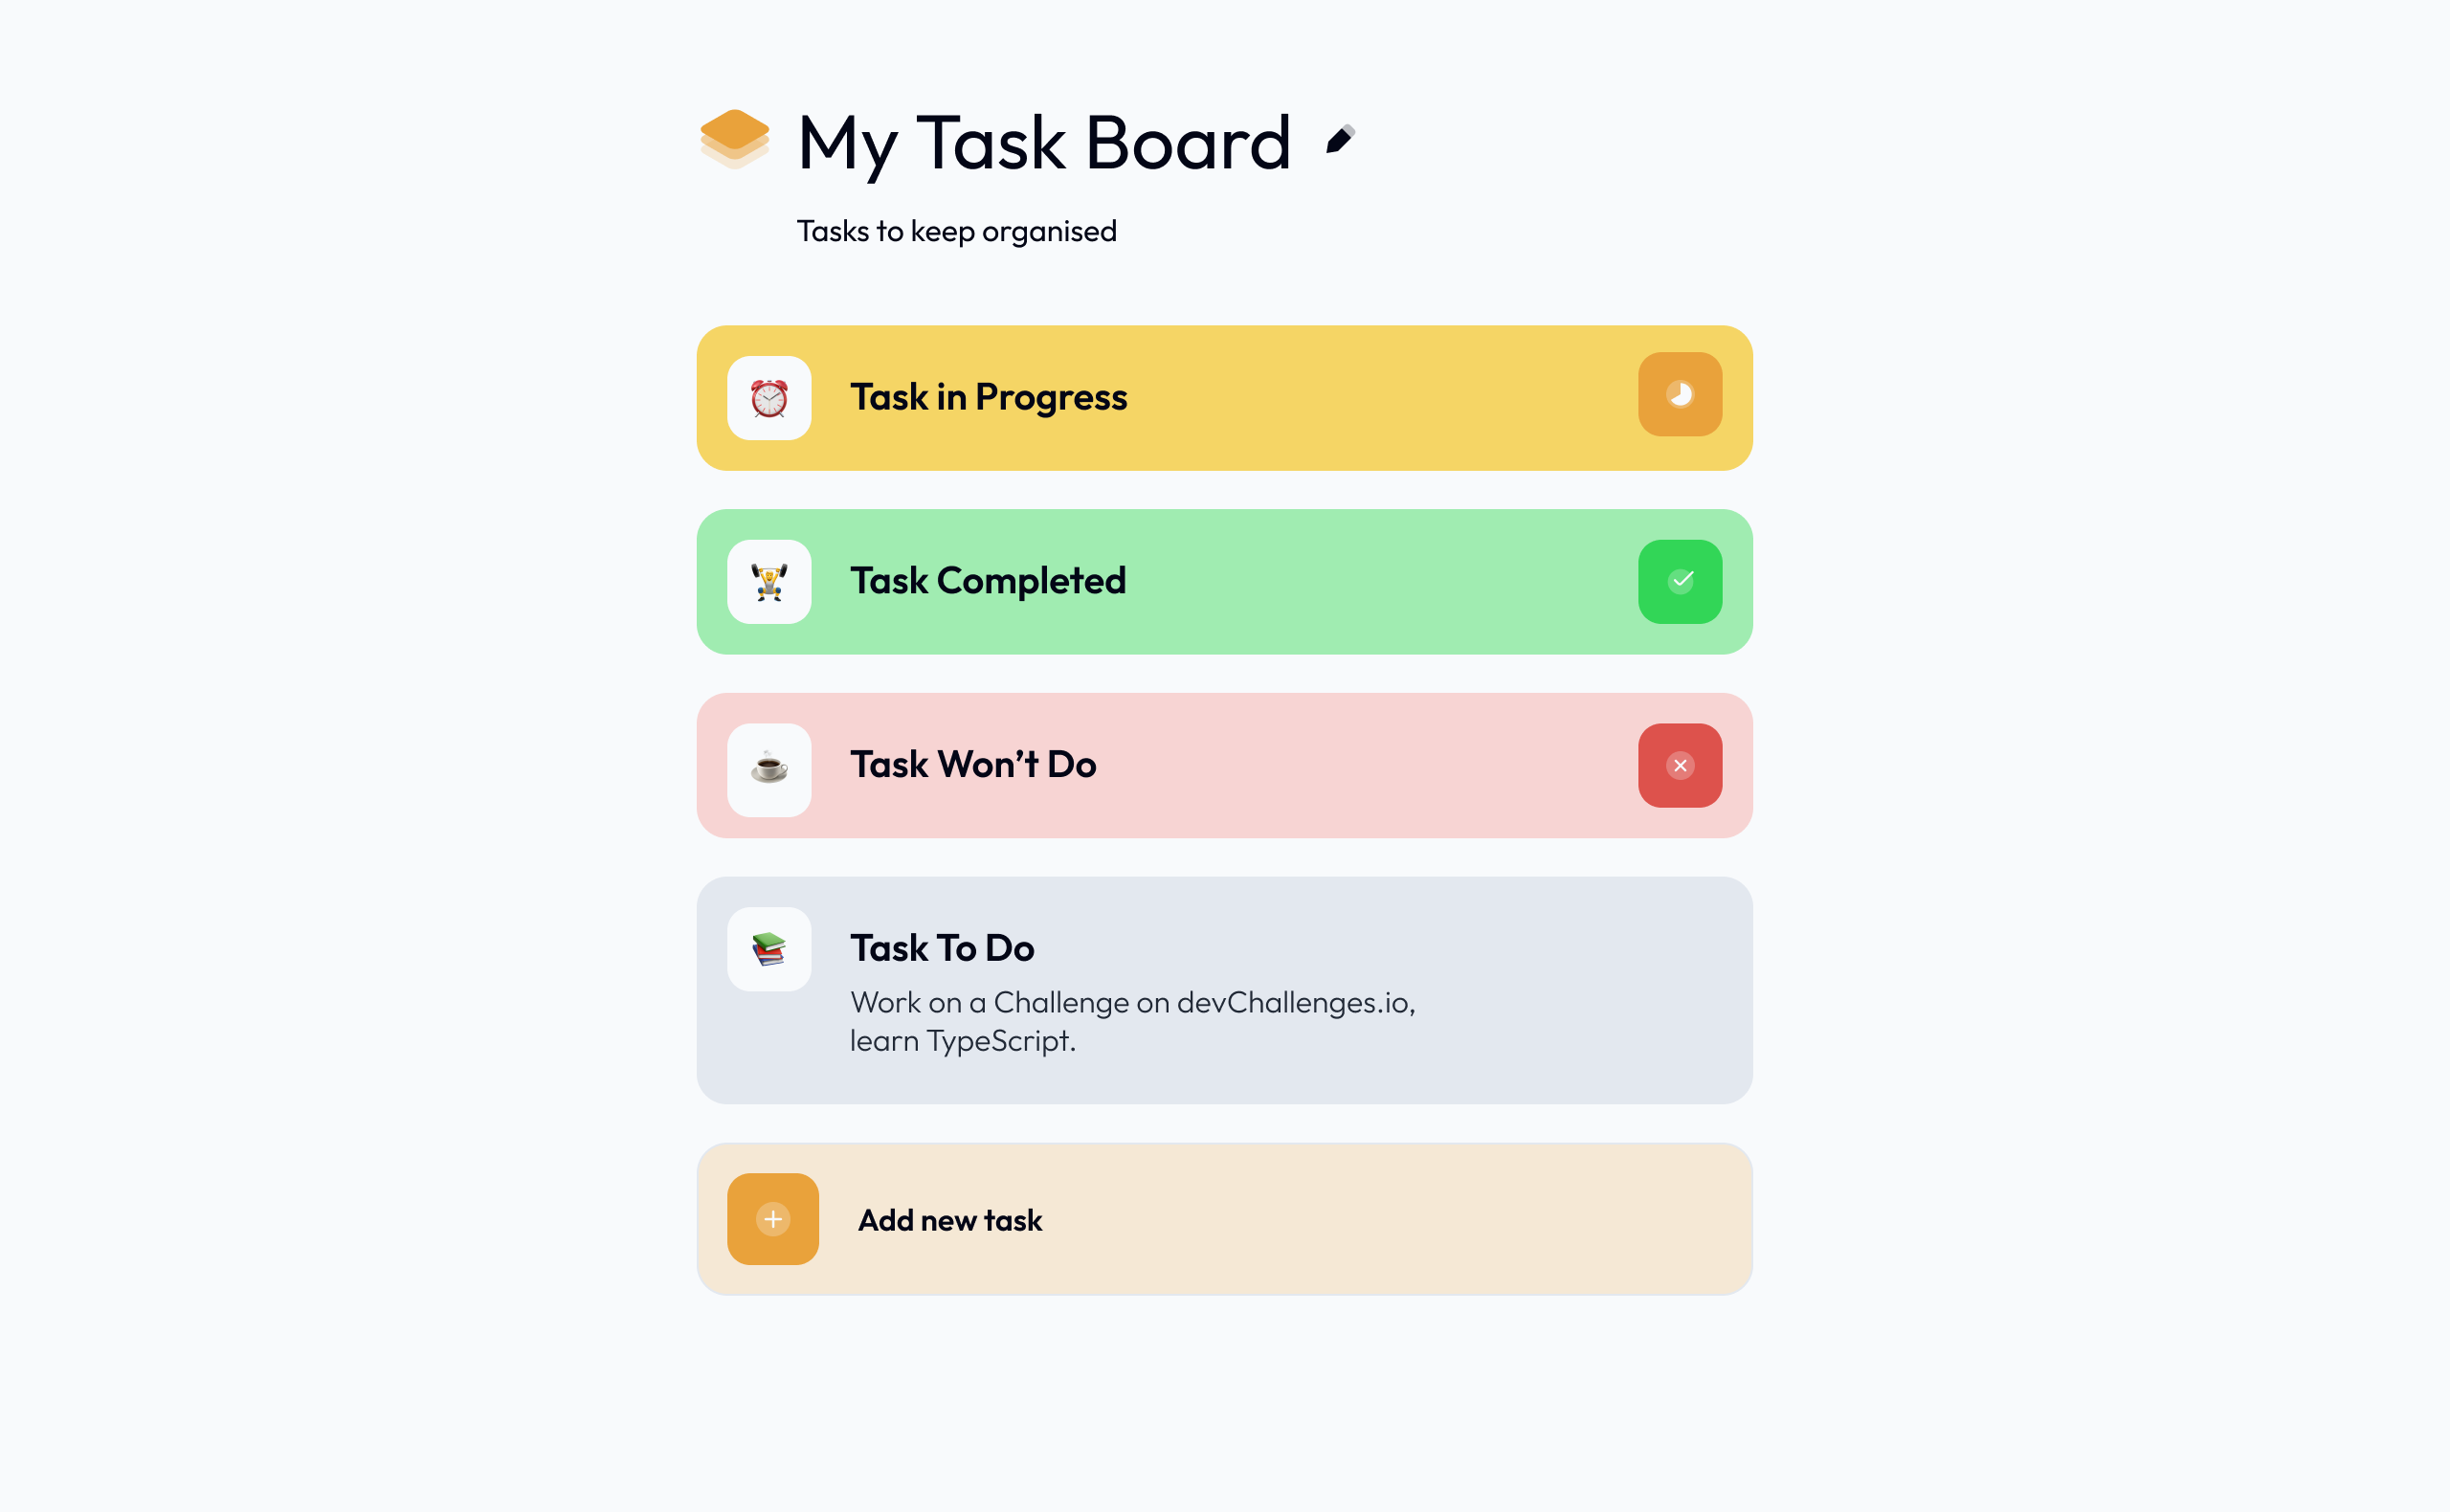 My Task Board
Tasks to keep organised
Task in Progress
Task Completed
Task Won’t Do
Task To Do
Work on a Challenge on devChallenges.io,
learn TypeScript.
Add new task